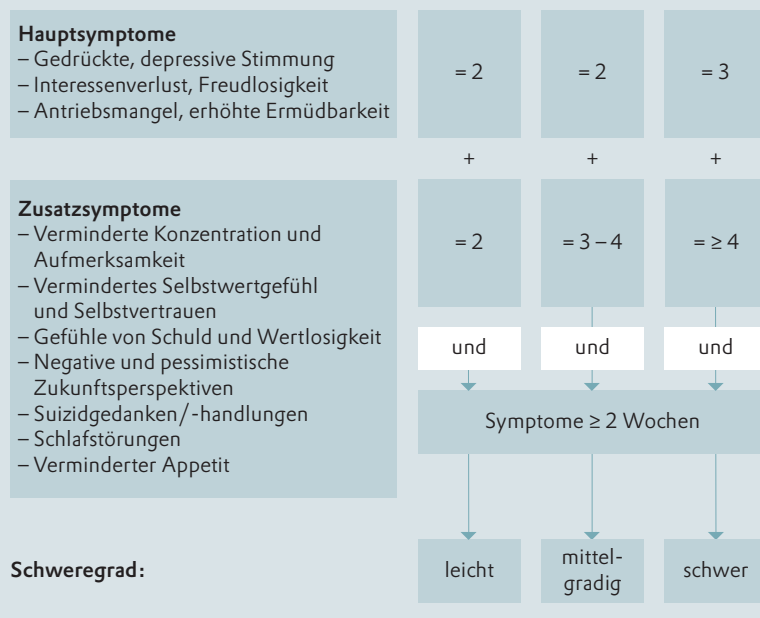 Hauptsymptome
– Gedrückte, depressive Stimmung
– Interessenverlust, Freudlosigkeit
– Antriebsmangel, erhöhte Ermüdbarkeit
= 2
= 2
= 3
+
+
+
Zusatzsymptome
– Verminderte Konzentration und
Aufmerksamkeit
– Vermindertes Selbstwertgefühl
und Selbstvertrauen
– Gefühle von Schuld und Wertlosigkeit
– Negative und pessimistische
Zukunftsperspektiven
– Suizidgedanken/-handlungen
– Schlafstörungen
– Verminderter Appetit
= 2
= 3 – 4
= ≥ 4
und
und
und
Symptome ≥ 2 Wochen
Schweregrad:
leicht
mittel-
gradig
schwer